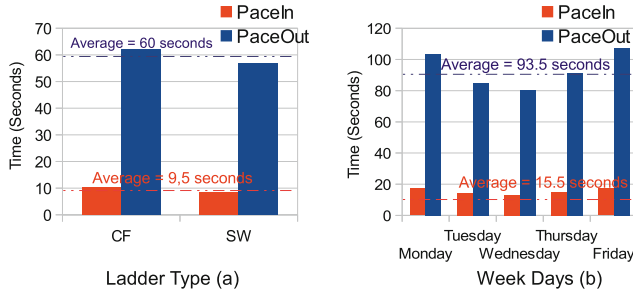 PaceIn
PaceOut
Average = 60 seconds
Average = 9,5 seconds
70
60
50
40
30
20
10
0
Time (Seconds)
CF
SW
Ladder Type (a)
PaceIn
PaceOut
Average = 93.5 seconds
Average = 15.5 seconds
120
100
80
60
40
20
0
Time (Seconds)
Tuesday Thursday
Monday Wednesday Friday
Week Days (b)